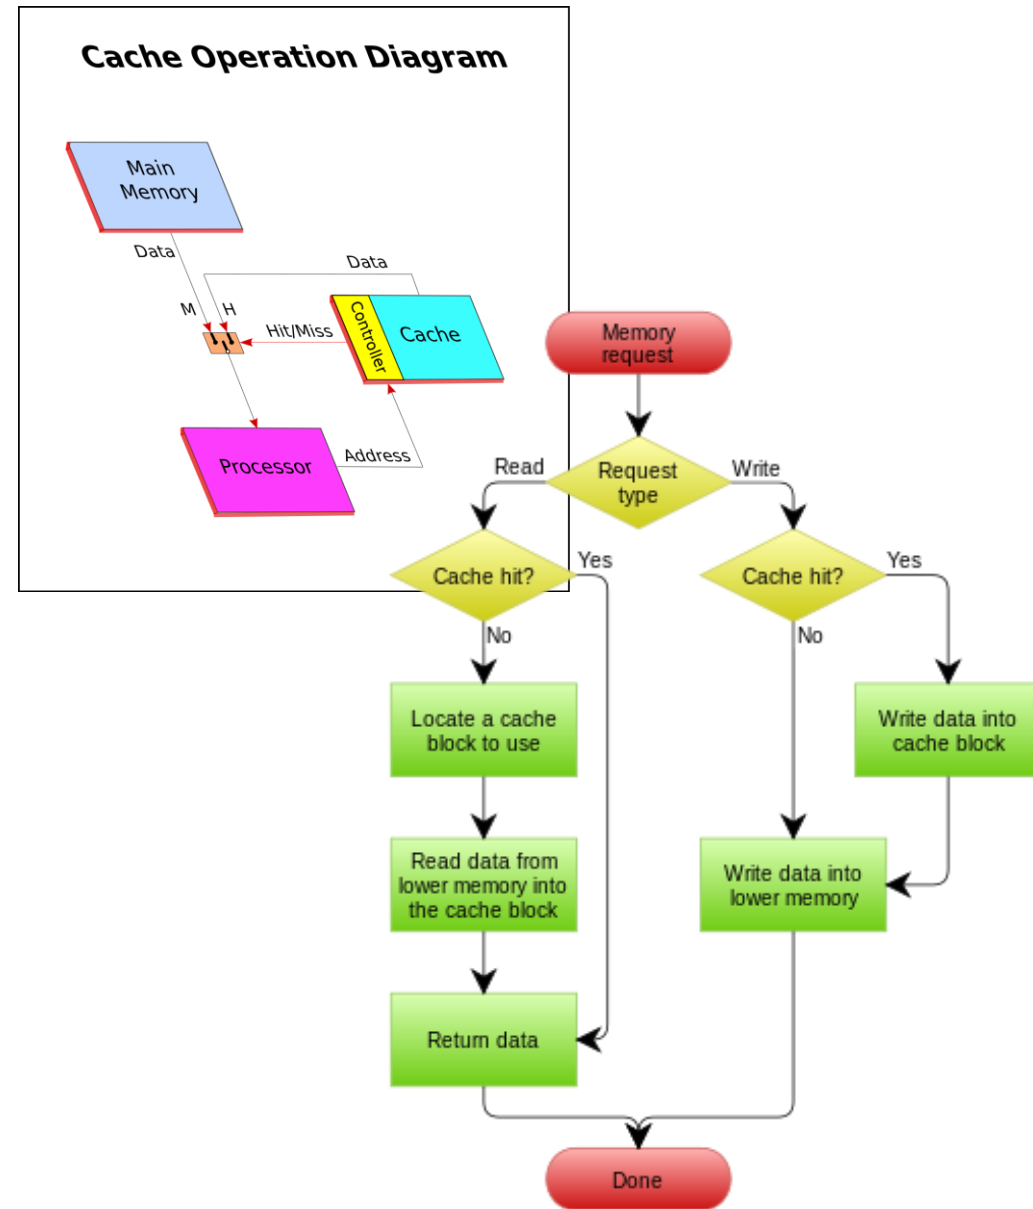 Cache Operation Diagram
Main
Memory
Data
Data
M
H
Hit/Miss
Controller
Cache
Processor
Address
Memory
request
Request
type
Read
Write
Cache hit?
Yes
No
Cache hit?
Yes
No
Locate a cache
block to use
Write data into
cache block
Read data from
lower memory into
the cache block
Write data into
lower memory
Return data
Done